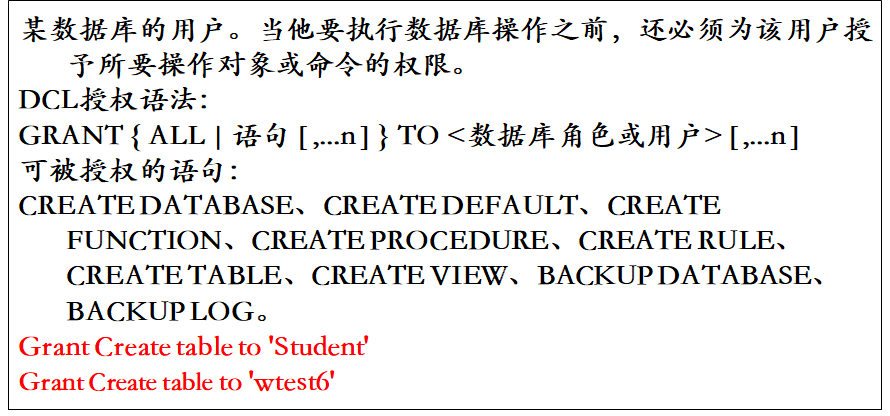 某数据库的用户。当他要执行数据库操作之前，还必须为该用户授
予所要操作对象或命令的权限。
DCL授权语法：
GRANT { ALL | 语句 [ ,...n ] } TO <数据库角色或用户> [ ,...n ]
可被授权的语句：
CREATE DATABASE、CREATE DEFAULT、CREATE
FUNCTION、CREATE PROCEDURE、CREATE RULE、
CREATE TABLE、CREATE VIEW、BACKUP DATABASE、
BACKUP LOG。
Grant Create table to 'Student'
Grant Create table to 'wtest6'